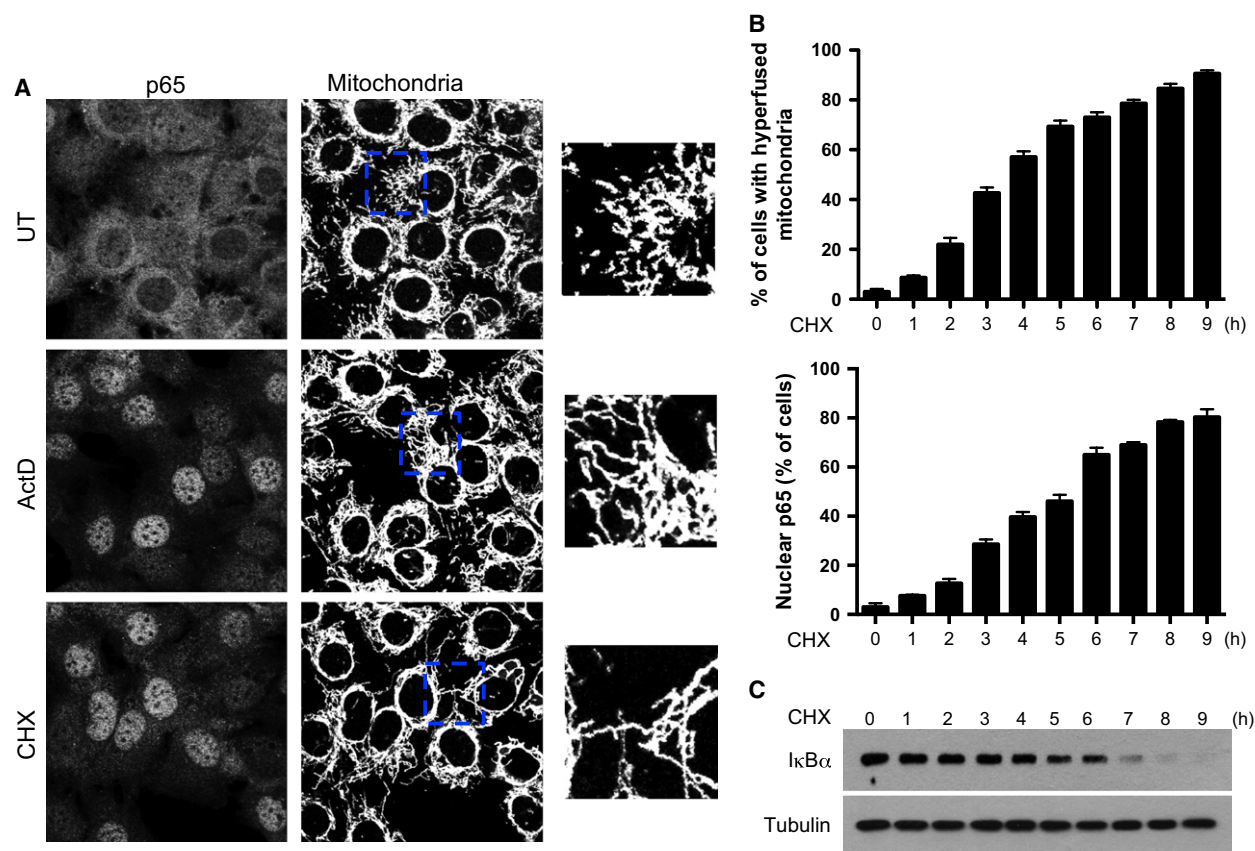 A
p65
Mitochondria
UT
ActD
CHX
B
% of cells with hyperfused
mitochondria
100
80
60
40
20
0
CHX 0 1 2 3 4 5 6 7 8 9 (h)
Nuclear p65 (% of cells)
100
80
60
40
20
0
CHX 0 1 2 3 4 5 6 7 8 9 (h)
C
CHX 0 1 2 3 4 5 6 7 8 9 (h)
IκBα
Tubulin